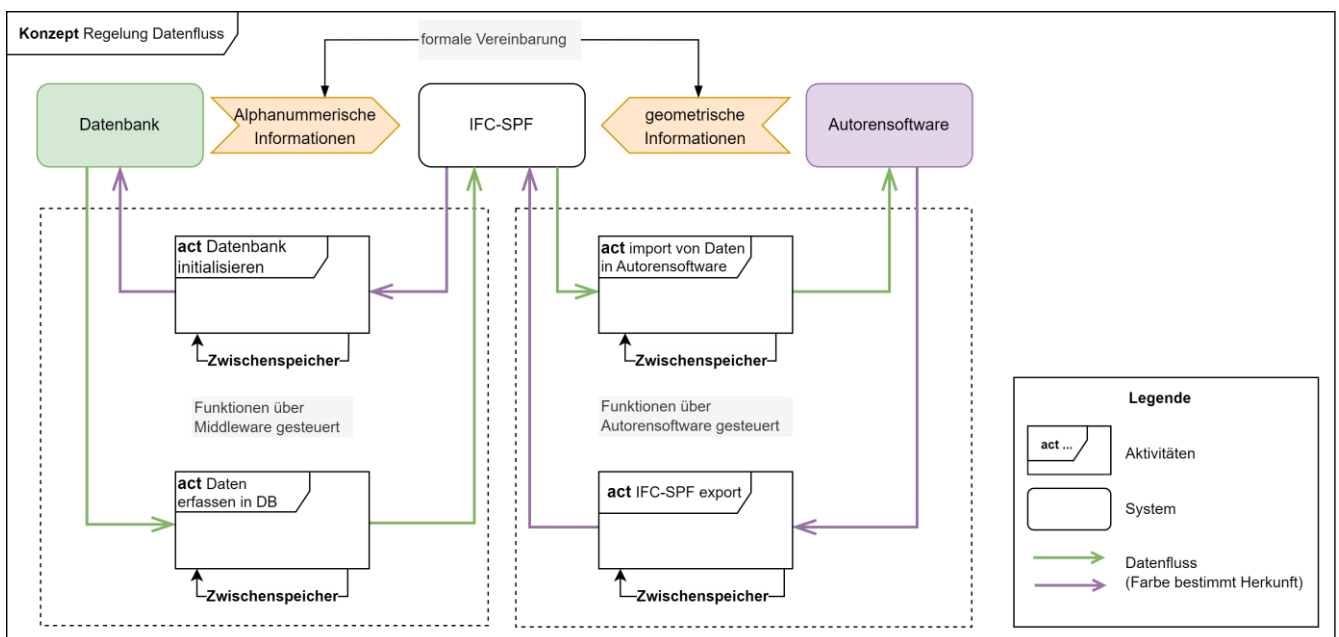 Konzept Regelung Datenfluss
formale Vereinbarung
Datenbank
Alphanummerische
Informationen
IFC-SPF
geometrische
Informationen
Autorensoftware
act Datenbank
initialisieren
Zwischenspeicher
act import von Daten
in Autorensoftware
Zwischenspeicher
Funktionen über
Middleware gesteuert
Funktionen über
Autorensoftware gesteuert
act Daten
erfassen in DB
Zwischenspeicher
act IFC-SPF export
Zwischenspeicher
Legende
act ...
Aktivitäten
System
Datenfluss
(Farbe bestimmt Herkunft)